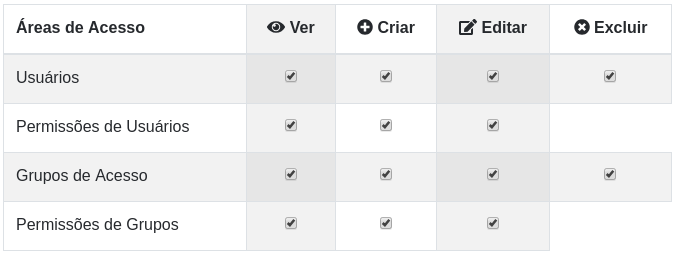 Áreas de Acesso Ver Criar Editar Excluir
Usuários
Permissões de Usuários
Grupos de Acesso
Permissões de Grupos